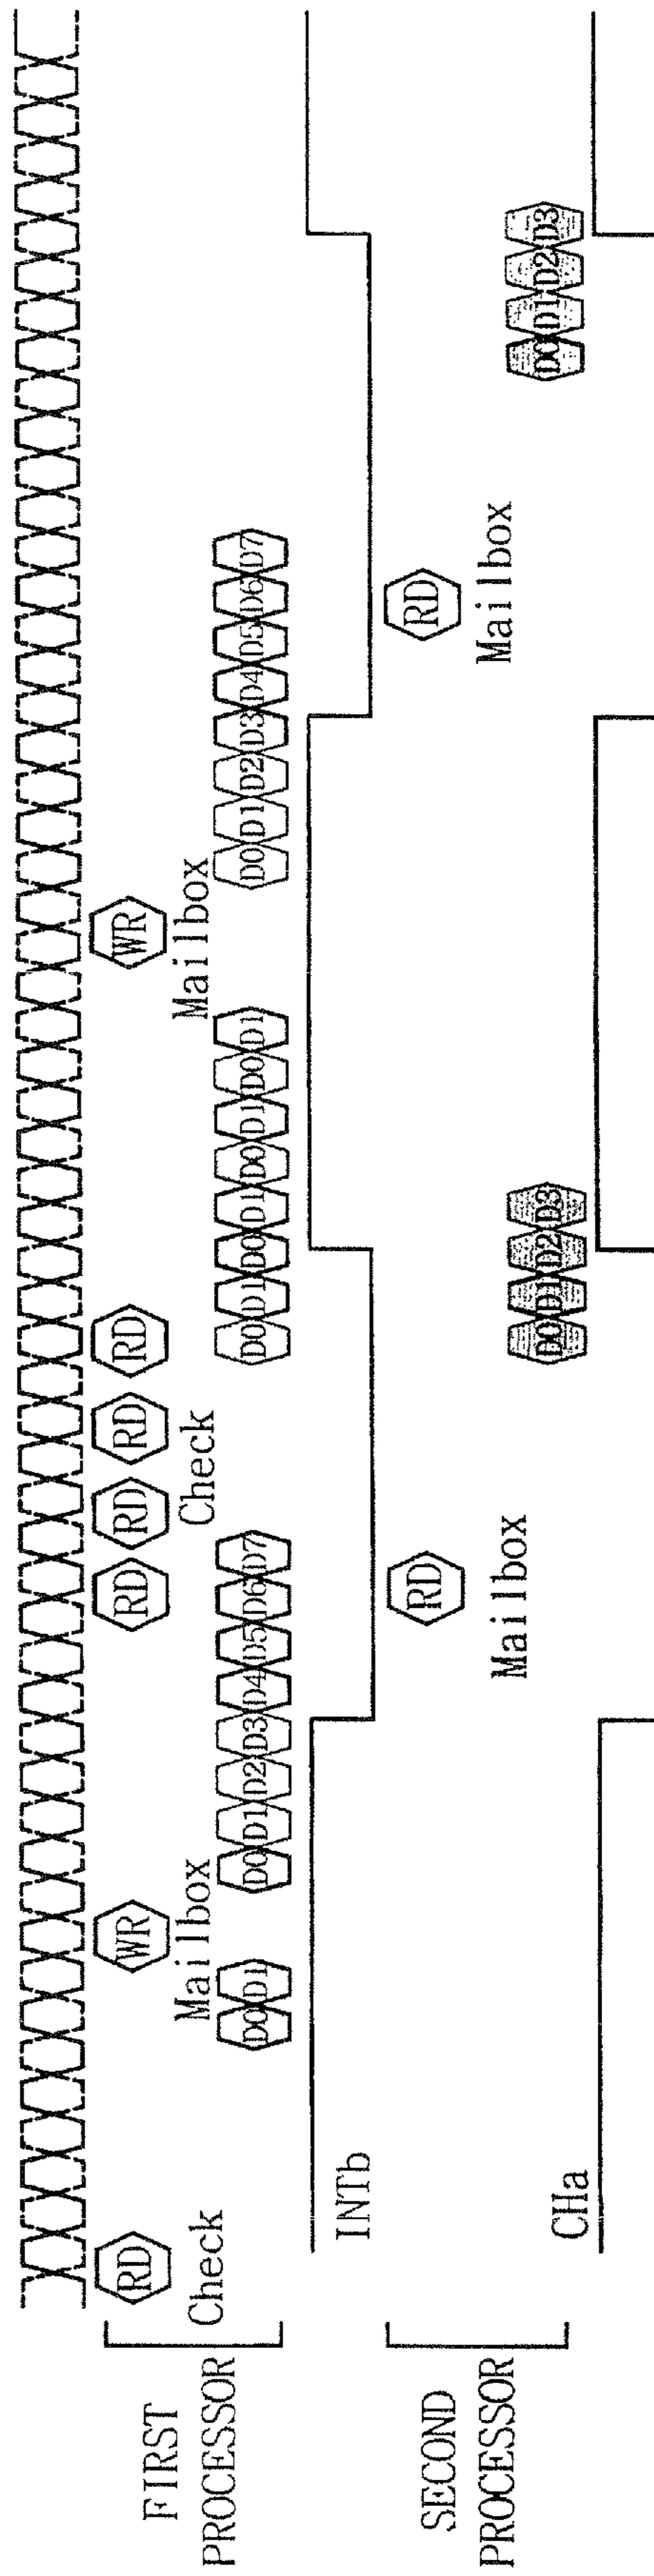 FIRST
PROCESSOR
RD RD RD RD RD
Check Check
WR WR
Mailbox Mailbox
D0 D1 D0 D1 D2 D3 D4 D5 D6 D7 D0 D1 D0 D1 D0 D1 D0 D1 D0 D1 D2 D3 D4 D5 D6 D7
INTb
SECOND
PROCESSOR
RD RD
Mailbox Mailbox
D0 D1 D2 D3 D0 D1 D2 D3
CHa